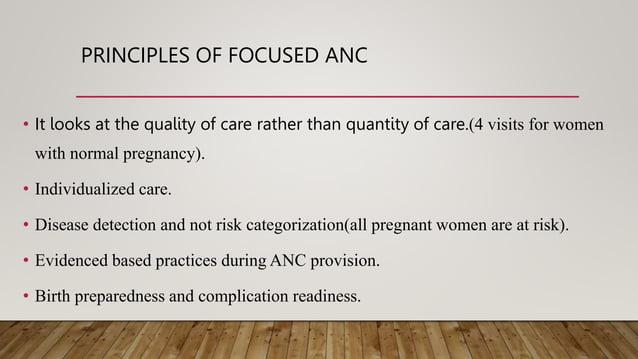 PRINCIPLES OF FOCUSED ANC
• It looks at the quality of care rather than quantity of care.(4 visits for women
with normal pregnancy).
• Individualized care.
• Disease detection and not risk categorization(all pregnant women are at risk).
• Evidenced based practices during ANC provision.
• Birth preparedness and complication readiness.